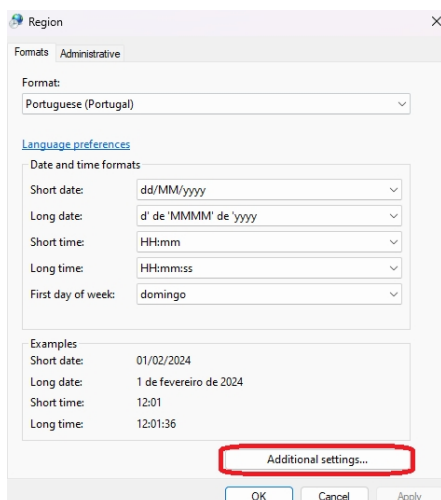 Region
Formats Administrative
Format:
Portuguese (Portugal)
Language preferences
Date and time formats
Short date: dd/MM/yyyy
Long date: d' de 'MMMM' de 'yyyy
Short time: HH:mm
Long time: HH:mm:ss
First day of week: domingo
Examples
Short date: 01/02/2024
Long date: 1 de fevereiro de 2024
Short time: 12:01
Long time: 12:01:36
Additional settings...
OK Cancel Apply